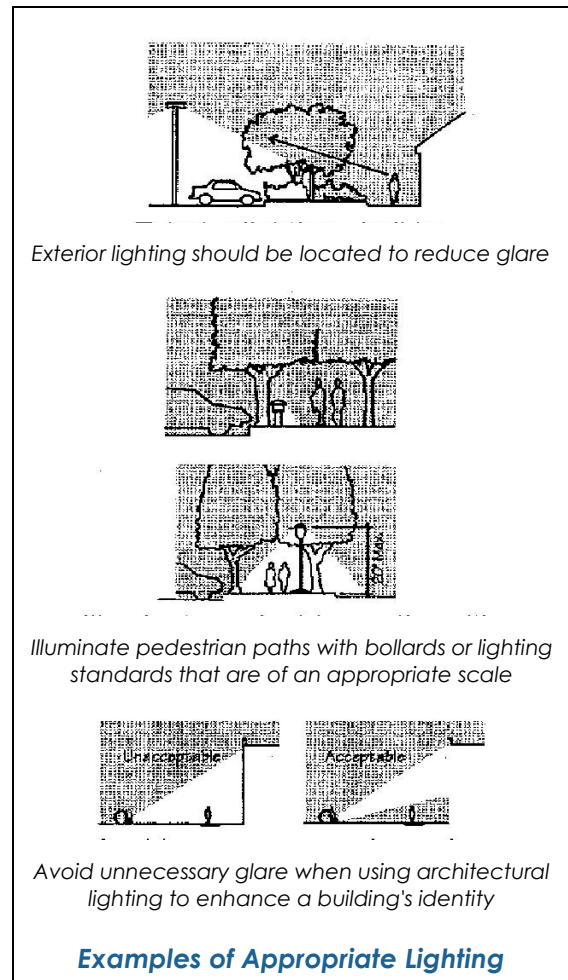 Exterior lighting should be located to reduce glare
20' MAX
Illuminate pedestrian paths with bollards or lighting
standards that are of an appropriate scale
Unacceptable
Acceptable
Avoid unnecessary glare when using architectural
lighting to enhance a building's identity
Examples of Appropriate Lighting